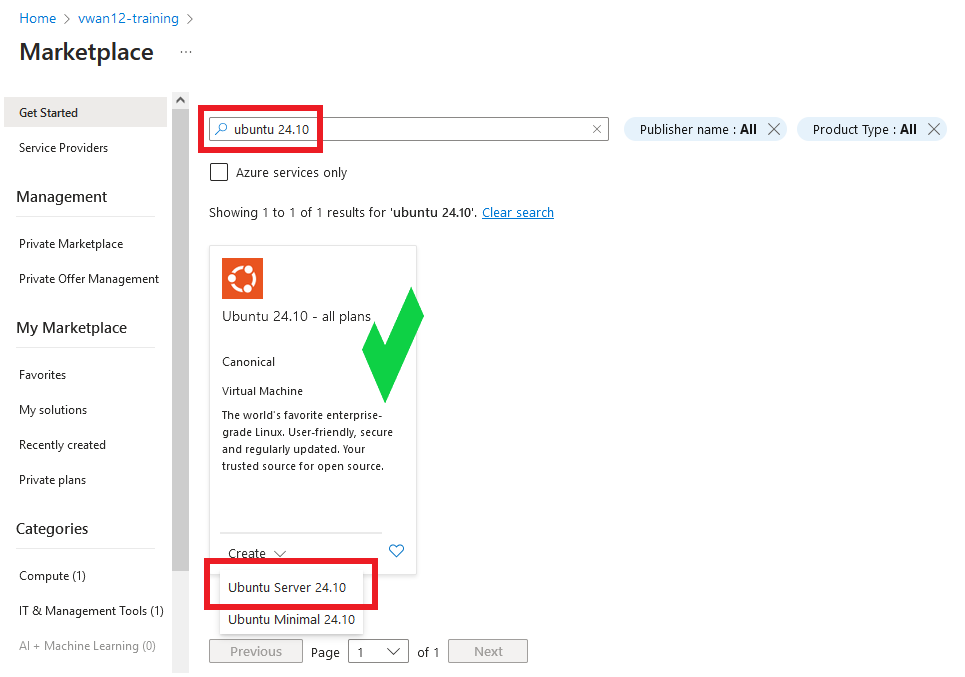 Home > vwan12-training >
Marketplace ...
Get Started
Service Providers
Management
Private Marketplace
Private Offer Management
My Marketplace
Favorites
My solutions
Recently created
Private plans
Categories
Compute (1)
IT & Management Tools (1)
AI + Machine Learning (0)
ubuntu 24.10
Publisher name : All
Product Type : All
Azure services only
Showing 1 to 1 of 1 results for 'ubuntu 24.10'. Clear search
Ubuntu 24.10 - all plans
Canonical
Virtual Machine
The world's favorite enterprise-
grade Linux. User-friendly, secure
and regularly updated. Your
trusted source for open source.
Create
Ubuntu Server 24.10
Ubuntu Minimal 24.10
Previous Page 1 of 1 Next